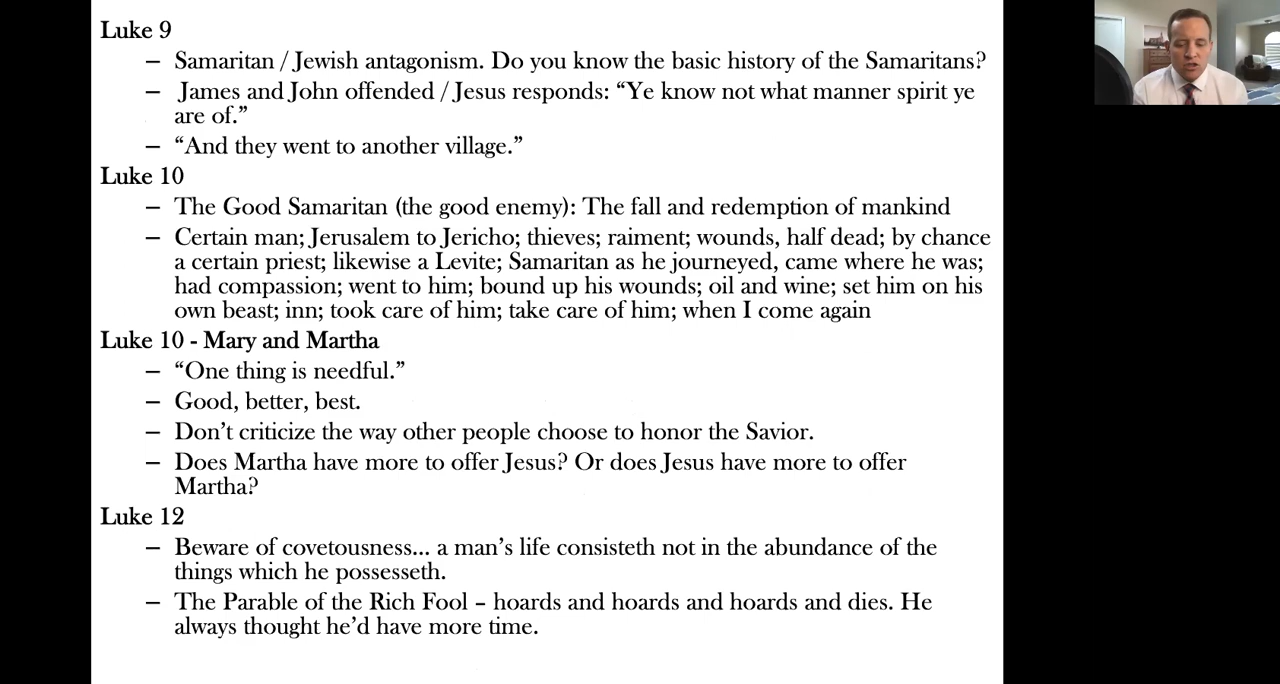 Luke 9
– Samaritan / Jewish antagonism. Do you know the basic history of the Samaritans?
– James and John offended / Jesus responds: “Ye know not what manner spirit ye
are of.”
– “And they went to another village.”
Luke 10
– The Good Samaritan (the good enemy): The fall and redemption of mankind
– Certain man; Jerusalem to Jericho; thieves; raiment; wounds, half dead; by chance
a certain priest; likewise a Levite; Samaritan as he journeyed, came where he was;
had compassion; went to him; bound up his wounds; oil and wine; set him on his
own beast; inn; took care of him; take care of him; when I come again
Luke 10 - Mary and Martha
– “One thing is needful.”
– Good, better, best.
– Don’t criticize the way other people choose to honor the Savior.
– Does Martha have more to offer Jesus? Or does Jesus have more to offer
Martha?
Luke 12
– Beware of covetousness... a man’s life consisteth not in the abundance of the
things which he possesseth.
– The Parable of the Rich Fool – hoards and hoards and hoards and dies. He
always thought he’d have more time.